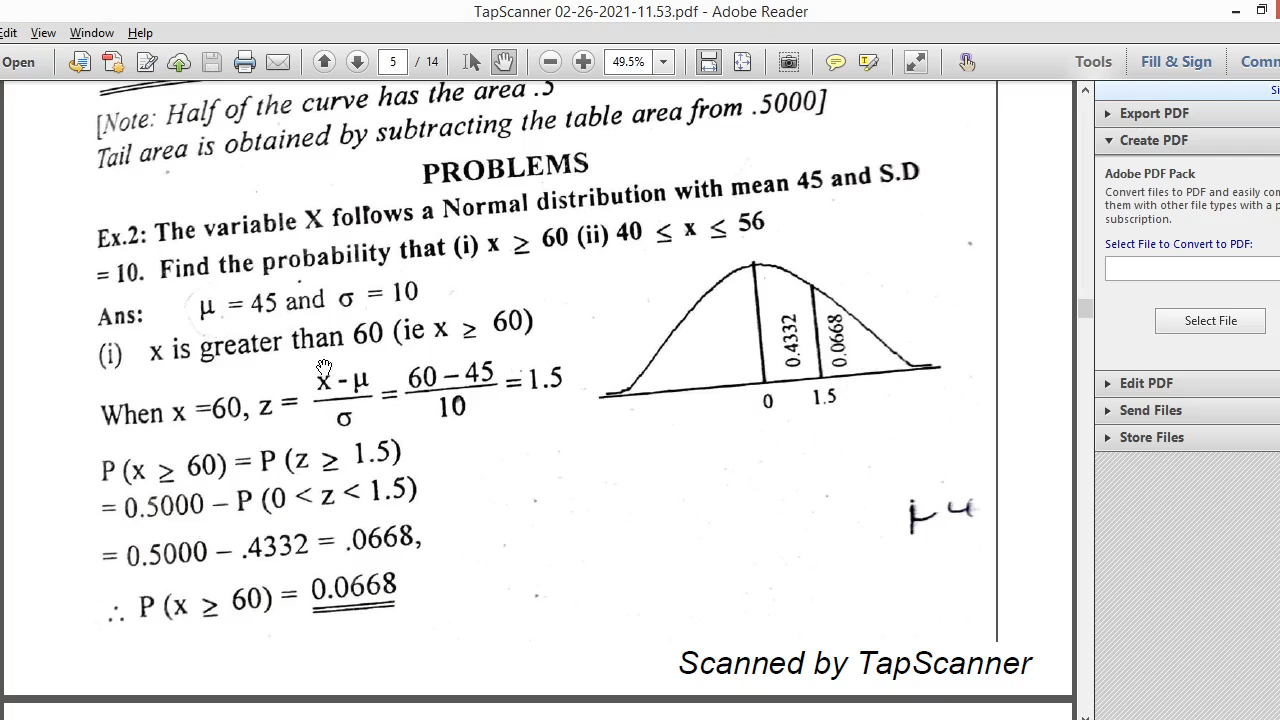 TapScanner 02-26-2021-11.53.pdf - Adobe Reader
Edit View Window Help
Open 5 / 14 49.5% Tools Fill & Sign Comm
[Note: Half of the curve has the area .5
Tail area is obtained by subtracting the table area from .5000]
PROBLEMS
Ex.2: The variable X follows a Normal distribution with mean 45 and S.D
= 10. Find the probability that (i) x ≥ 60 (ii) 40 ≤ x ≤ 56
Ans: μ = 45 and σ = 10
(i) x is greater than 60 (ie x ≥ 60)
When x =60, z = x - μ / σ = 60 – 45 / 10 = 1.5
P (x ≥ 60) = P (z ≥ 1.5)
= 0.5000 – P (0 < z < 1.5)
= 0.5000 – .4332 = .0668,
∴ P (x ≥ 60) = 0.0668
0.4332
0.0668
0 1.5
Scanned by TapScanner
Export PDF
Create PDF
Adobe PDF Pack
Convert files to PDF and easily com
them with other file types with a p
subscription.
Select File to Convert to PDF:
Select File
Edit PDF
Send Files
Store Files